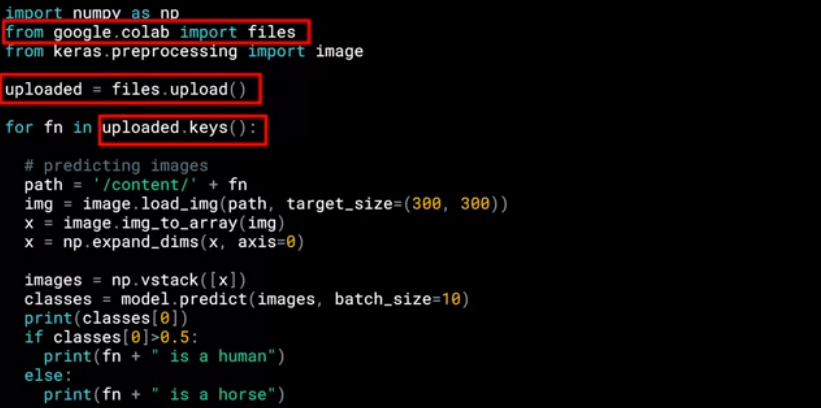 import numpy as np
from google.colab import files
from keras.preprocessing import image
uploaded = files.upload()
for fn in uploaded.keys():
# predicting images
path = '/content/' + fn
img = image.load_img(path, target_size=(300, 300))
x = image.img_to_array(img)
x = np.expand_dims(x, axis=0)
images = np.vstack([x])
classes = model.predict(images, batch_size=10)
print(classes[0])
if classes[0]>0.5:
print(fn + " is a human")
else:
print(fn + " is a horse")